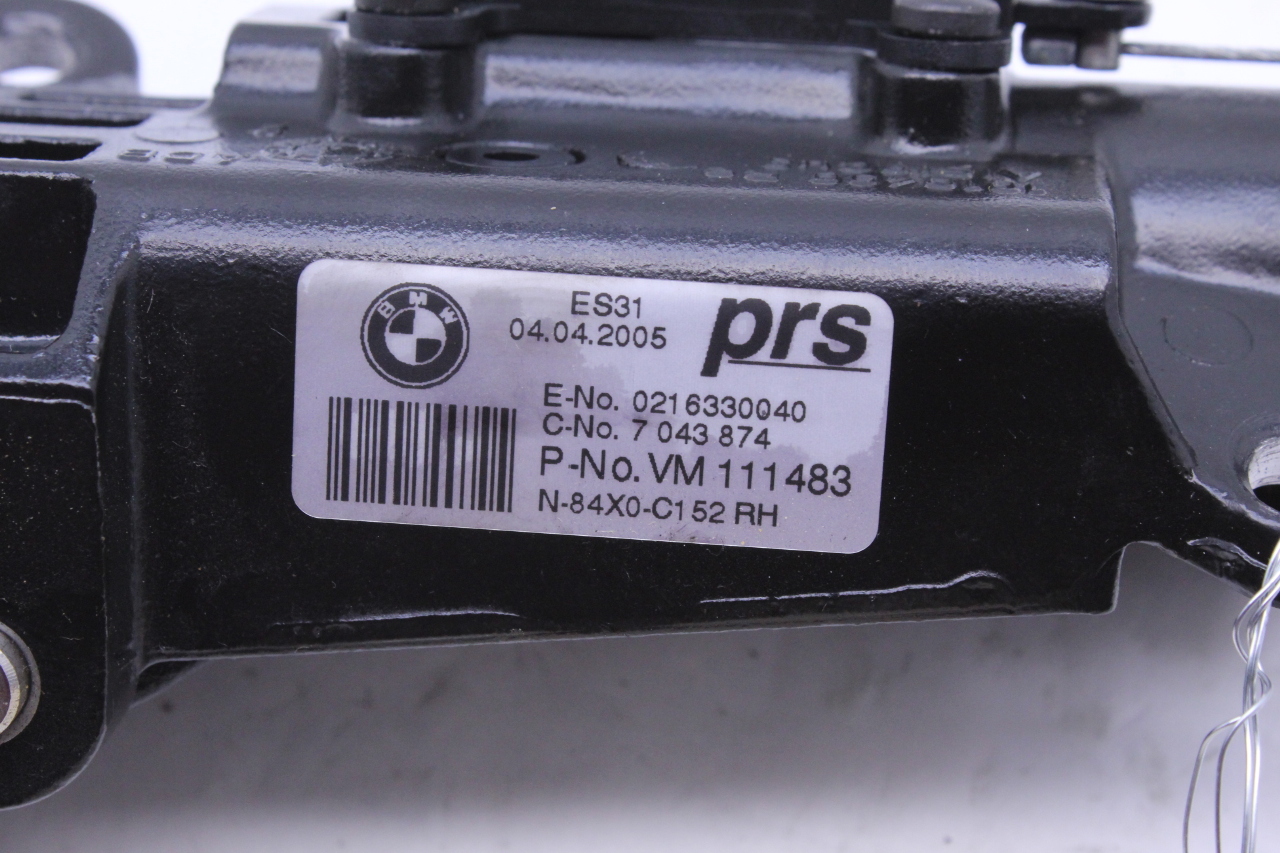 BMW
ES31
04.04.2005
prs
E-No. 0216330040
C-No. 7 043 874
P-No. VM 111483
N-84X0-C152 RH